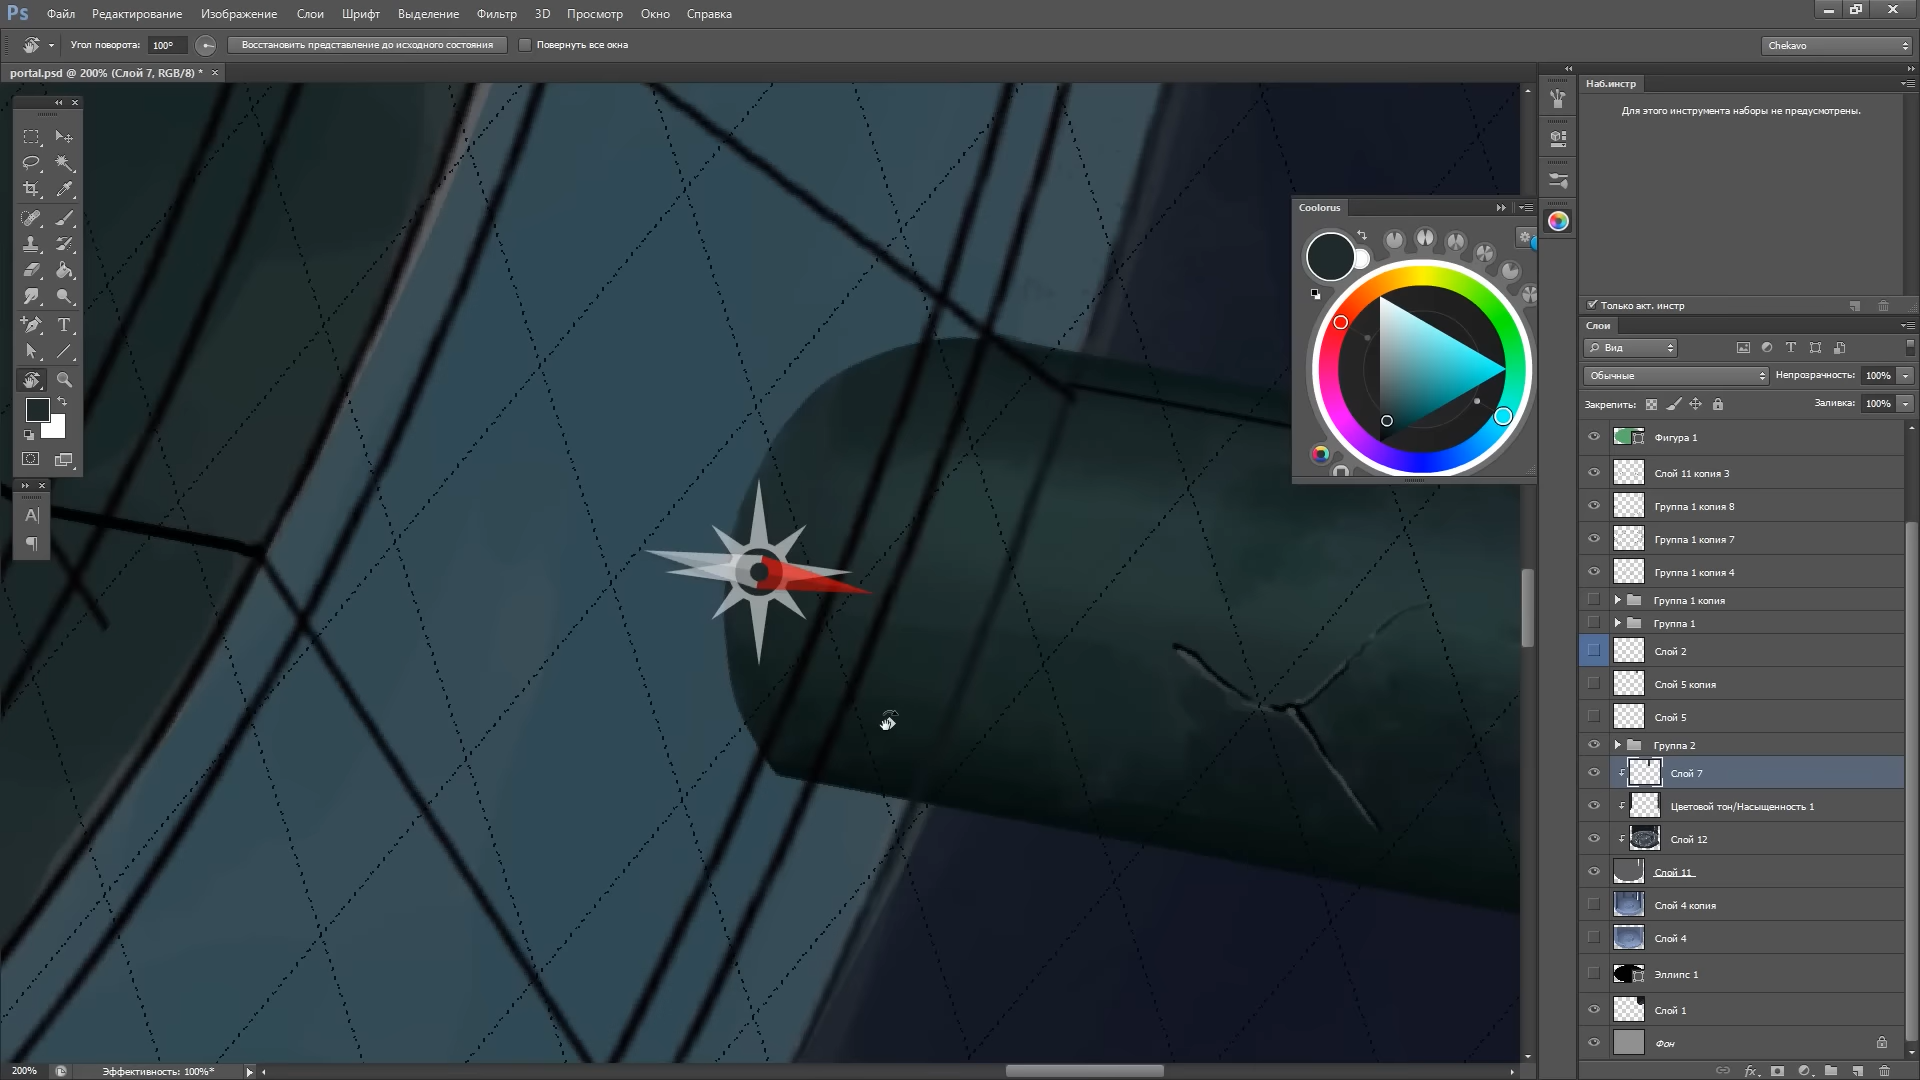 Ps Файл Редактирование Изображение Слои Шрифт Выделение Фильтр 3D Просмотр Окно Справка
Угол поворота: 100° Восстановить представление до исходного состояния Повернуть все окна Chekavo
portal.psd @ 200% (Слой 7, RGB/8) *
Наб.инстр
Для этого инструмента наборы не предусмотрены.
Только акт. инстр
Coolorus
Слои
Вид
Обычные Непрозрачность: 100%
Закрепить: Заливка: 100%
Фигура 1
Слой 11 копия 3
Группа 1 копия 8
Группа 1 копия 7
Группа 1 копия 4
Группа 1 копия
Группа 1
Слой 2
Слой 5 копия
Слой 5
Группа 2
Слой 7
Цветовой тон/Насыщенность 1
Слой 12
Слой 11
Слой 4 копия
Слой 4
Эллипс 1
Слой 1
Фон
200% Эффективность: 100%*